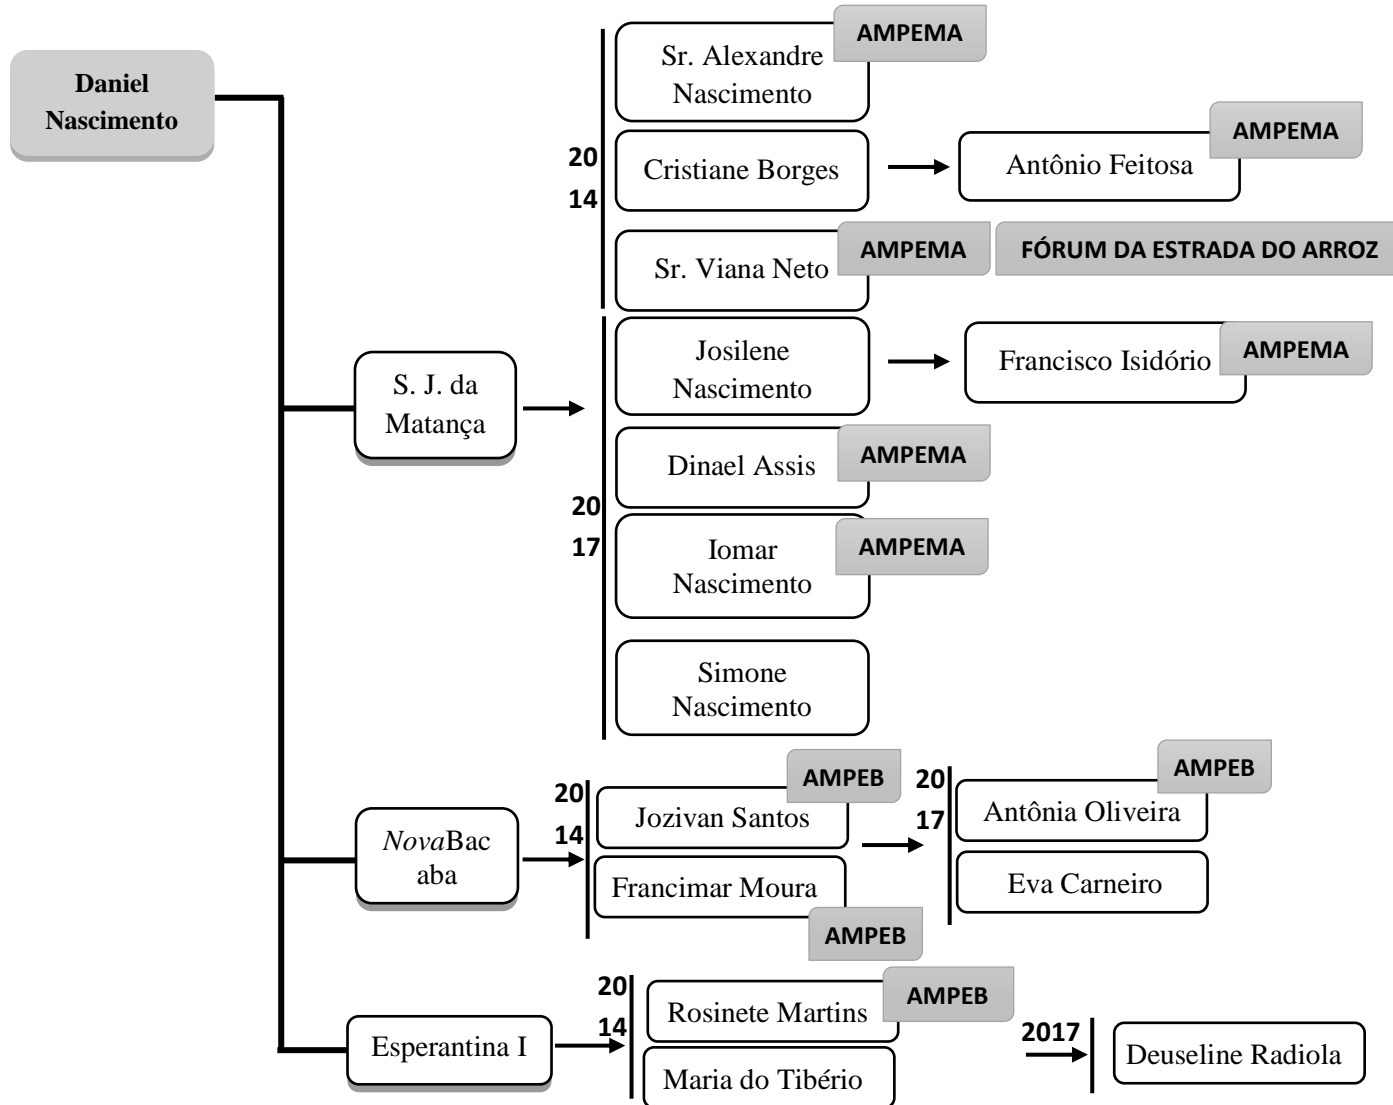 Daniel
Nascimento
AMPEMA
Sr. Alexandre
Nascimento
20
14
Cristiane Borges
AMPEMA
Antônio Feitosa
Sr. Viana Neto
AMPEMA
FÓRUM DA ESTRADA DO ARROZ
S. J. da
Matança
Josilene
Nascimento
Francisco Isidório
AMPEMA
20
17
Dinael Assis
AMPEMA
Iomar
Nascimento
AMPEMA
Simone
Nascimento
NovaBac
aba
20
14
Jozivan Santos
AMPEB
Francimar Moura
AMPEB
20
17
Antônia Oliveira
AMPEB
Eva Carneiro
Esperantina I
20
14
Rosinete Martins
AMPEB
Maria do Tibério
2017
Deuseline Radiola